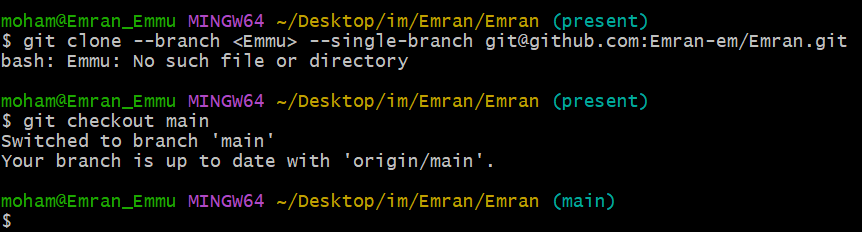 moham@Emran_Emmu MINGW64 ~/Desktop/im/Emran/Emran (present)
$ git clone --branch <Emmu> --single-branch git@github.com:Emran-em/Emran.git
bash: Emmu: No such file or directory
moham@Emran_Emmu MINGW64 ~/Desktop/im/Emran/Emran (present)
$ git checkout main
Switched to branch 'main'
Your branch is up to date with 'origin/main'.
moham@Emran_Emmu MINGW64 ~/Desktop/im/Emran/Emran (main)
$